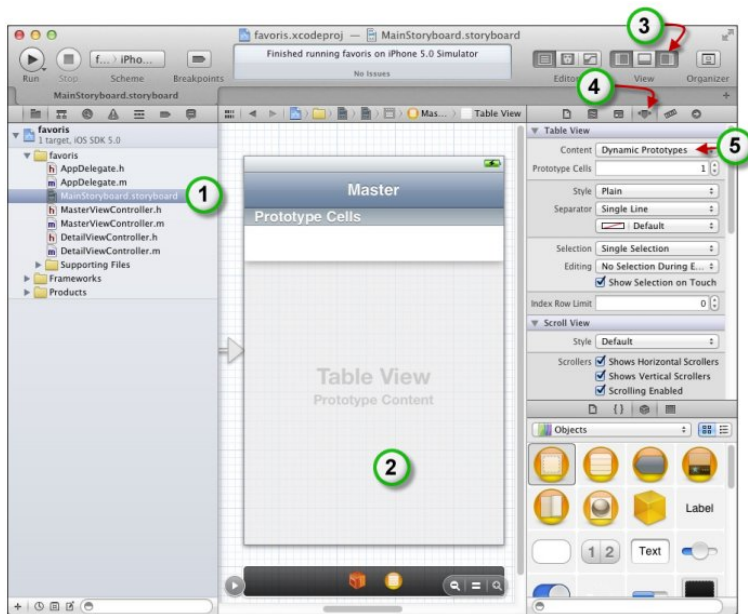 favoris.xcodeproj — MainStoryboard.storyboard
3
Finished running favoris on iPhone 5.0 Simulator
No Issues
f... iPho...
Run
Stop
Scheme
Breakpoints
Editor
View
Organizer
4
MainStoryboard.storyboard
+
favoris
1 target, iOS SDK 5.0
favoris
h AppDelegate.h
m AppDelegate.m
MainStoryboard.storyboard
1
h MasterViewController.h
m MasterViewController.m
h DetailViewController.h
m DetailViewController.m
Supporting Files
Frameworks
Products
Mas...
Table View
Master
Prototype Cells
Table View
Prototype Content
2
Table View
Content Dynamic Prototypes
5
Prototype Cells 1
Style Plain
Separator Single Line
Default
Selection Single Selection
Editing No Selection During E...
Show Selection on Touch
Index Row Limit 0
Scroll View
Style Default
Scrollers Shows Horizontal Scrollers
Shows Vertical Scrollers
Scrolling Enabled
{}
Objects
Label
1 2
Text